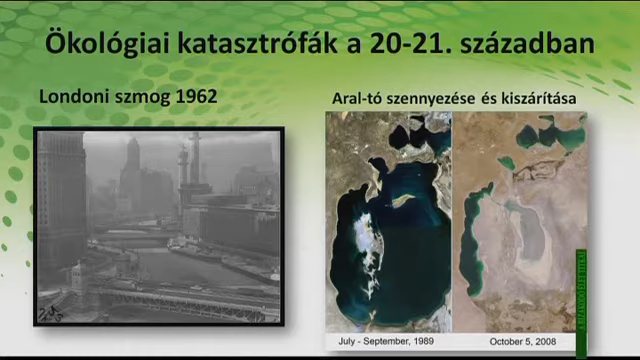 Ökológiai katasztrófák a 20-21. században
Londoni szmog 1962
Aral-tó szennyezése és kiszárítása
July - September, 1989
October 5, 2008